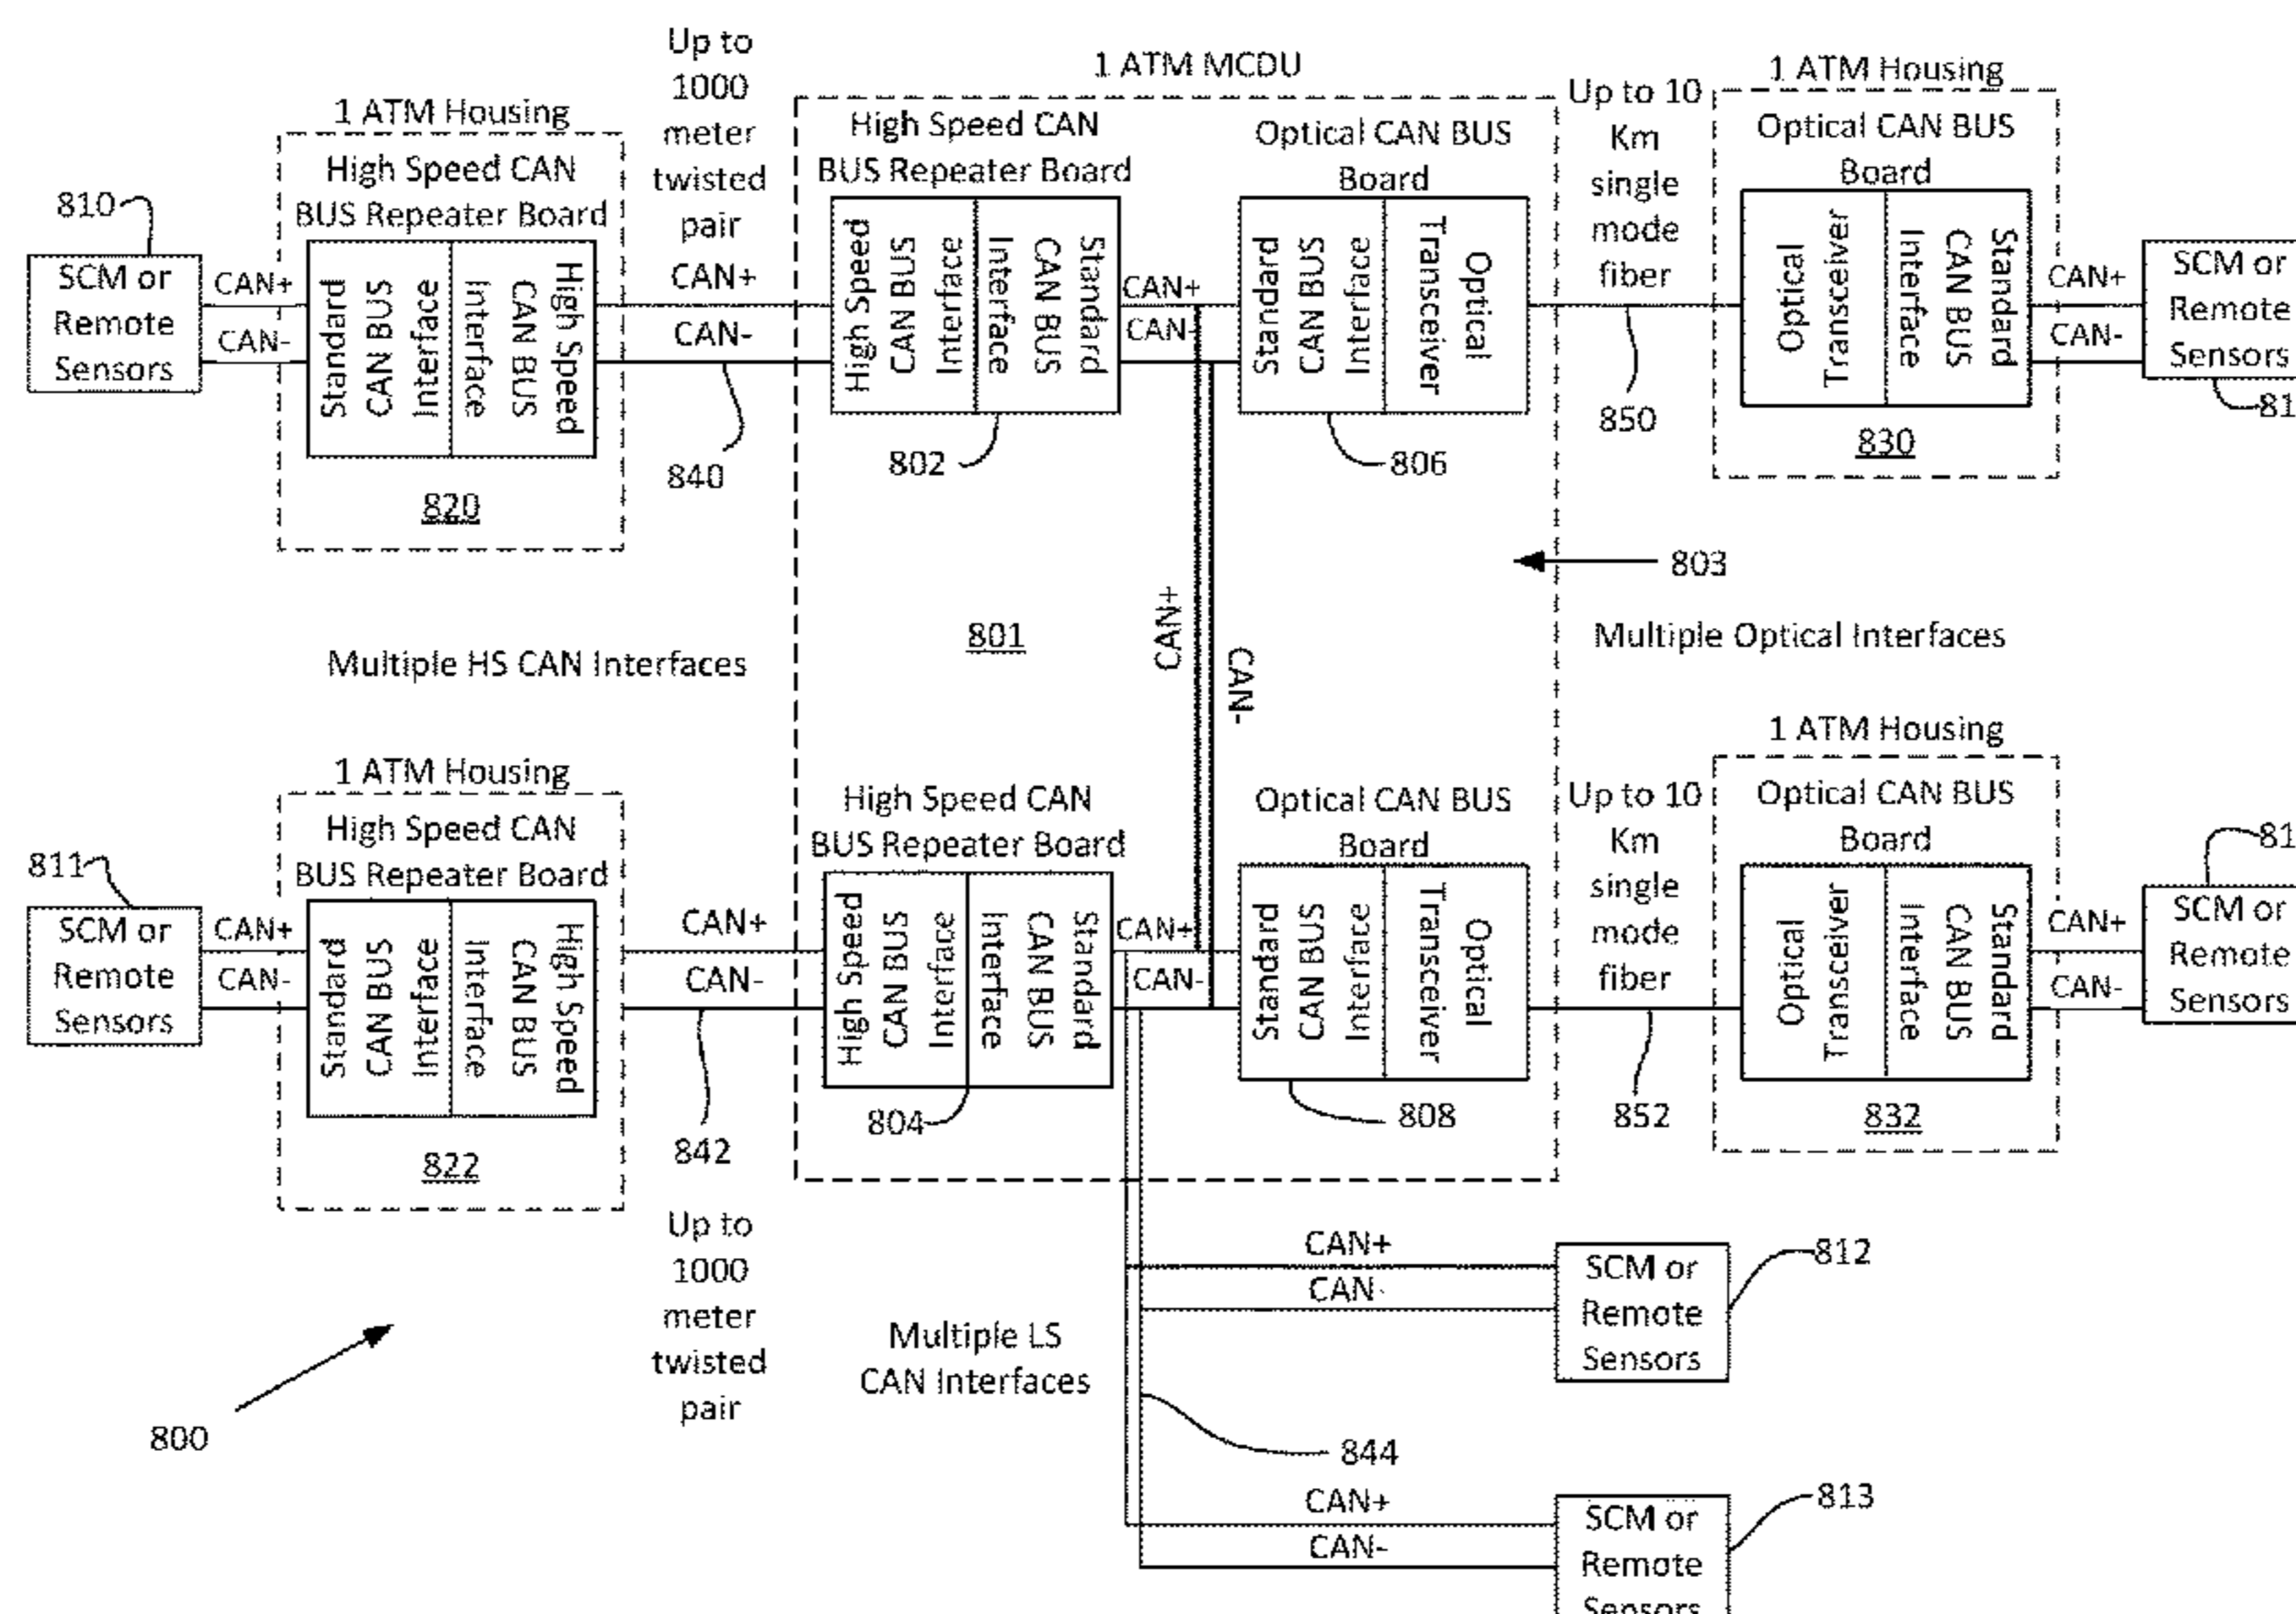 1 ATM Housing
High Speed CAN
BUS Repeater Board
810
SCM or
Remote
Sensors
CAN+
CAN-
Standard
CAN BUS
Interface
High Speed
CAN BUS
Interface
820
Up to
1000
meter
twisted
pair
CAN+
CAN-
840
1 ATM MCDU
High Speed CAN
BUS Repeater Board
High Speed
CAN BUS
Interface
Standard
CAN BUS
Interface
802
CAN+
CAN-
Optical CAN BUS
Board
Standard
CAN BUS
Interface
Optical
Transceiver
806
Up to 10
Km
single
mode
fiber
850
1 ATM Housing
Optical CAN BUS
Board
Optical
Transceiver
Standard
CAN BUS
Interface
830
CAN+
CAN-
SCM or
Remote
Sensors
81
803
801
CAN+
CAN-
Multiple HS CAN Interfaces
Multiple Optical Interfaces
1 ATM Housing
High Speed CAN
BUS Repeater Board
811
SCM or
Remote
Sensors
CAN+
CAN-
Standard
CAN BUS
Interface
High Speed
CAN BUS
Interface
822
CAN+
CAN-
842
Up to
1000
meter
twisted
pair
High Speed CAN
BUS Repeater Board
High Speed
CAN BUS
Interface
Standard
CAN BUS
Interface
804
CAN+
CAN-
Optical CAN BUS
Board
Standard
CAN BUS
Interface
Optical
Transceiver
808
Up to 10
Km
single
mode
fiber
852
1 ATM Housing
Optical CAN BUS
Board
Optical
Transceiver
Standard
CAN BUS
Interface
832
CAN+
CAN-
81
SCM or
Remote
Sensors
CAN+
CAN-
SCM or
Remote
Sensors
812
Multiple LS
CAN Interfaces
844
CAN+
CAN-
SCM or
Remote
Sensors
813
800